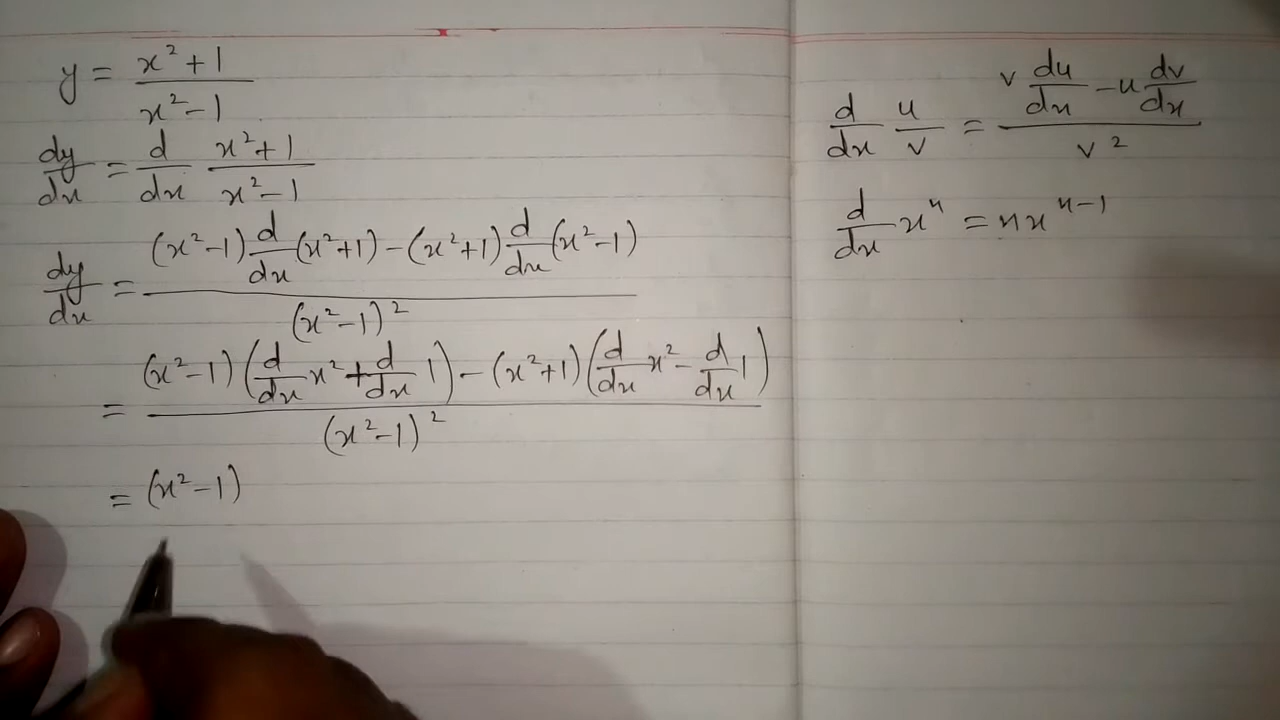 y = x²+1 / x²-1
dy/dx = d/dx x²+1 / x²-1
dy/dx = (x²-1) d/dx (x²+1) - (x²+1) d/dx (x²-1) / (x²-1)²
= (x²-1) (d/dx x² + d/dx 1) - (x²+1) (d/dx x² - d/dx 1) / (x²-1)²
= (x²-1)
d/dx u/v = v du/dx - u dv/dx / v²
d/dx xⁿ = nxⁿ⁻¹